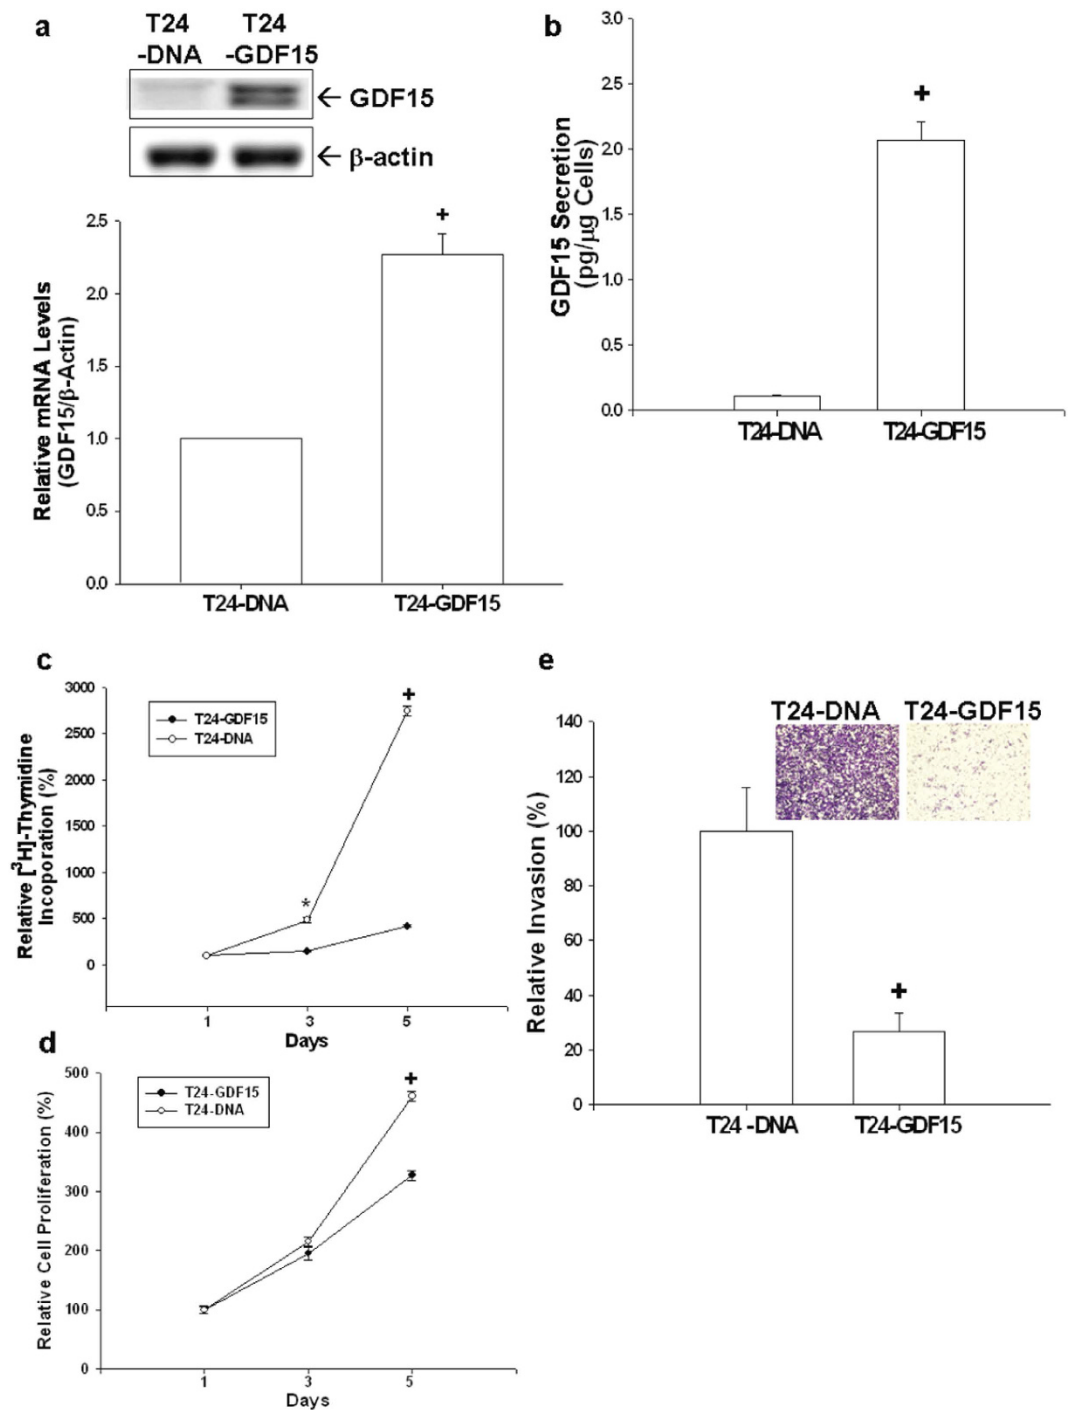 a
T24 T24
-DNA -GDF15
← GDF15
← β-actin
Relative mRNA Levels
(GDF15/β-Actin)
2.5
+
2.0
1.5
1.0
0.5
0.0
T24-DNA T24-GDF15
b
GDF15 Secretion
(pg/μg Cells)
3.0
2.5
+
2.0
1.5
1.0
0.5
0.0
T24-DNA T24-GDF15
c
Relative [³H]-Thymidine
Incoporation (%)
3000
+
T24-GDF15
T24-DNA
2500
2000
1500
1000
*
500
0
1 3 5
Days
d
Relative Cell Proliferation (%)
500
+
T24-GDF15
T24-DNA
400
300
200
100
0
1 3 5
Days
e
T24-DNA T24-GDF15
Relative Invasion (%)
140
120
100
80
60
40
+
20
0
T24 -DNA T24-GDF15